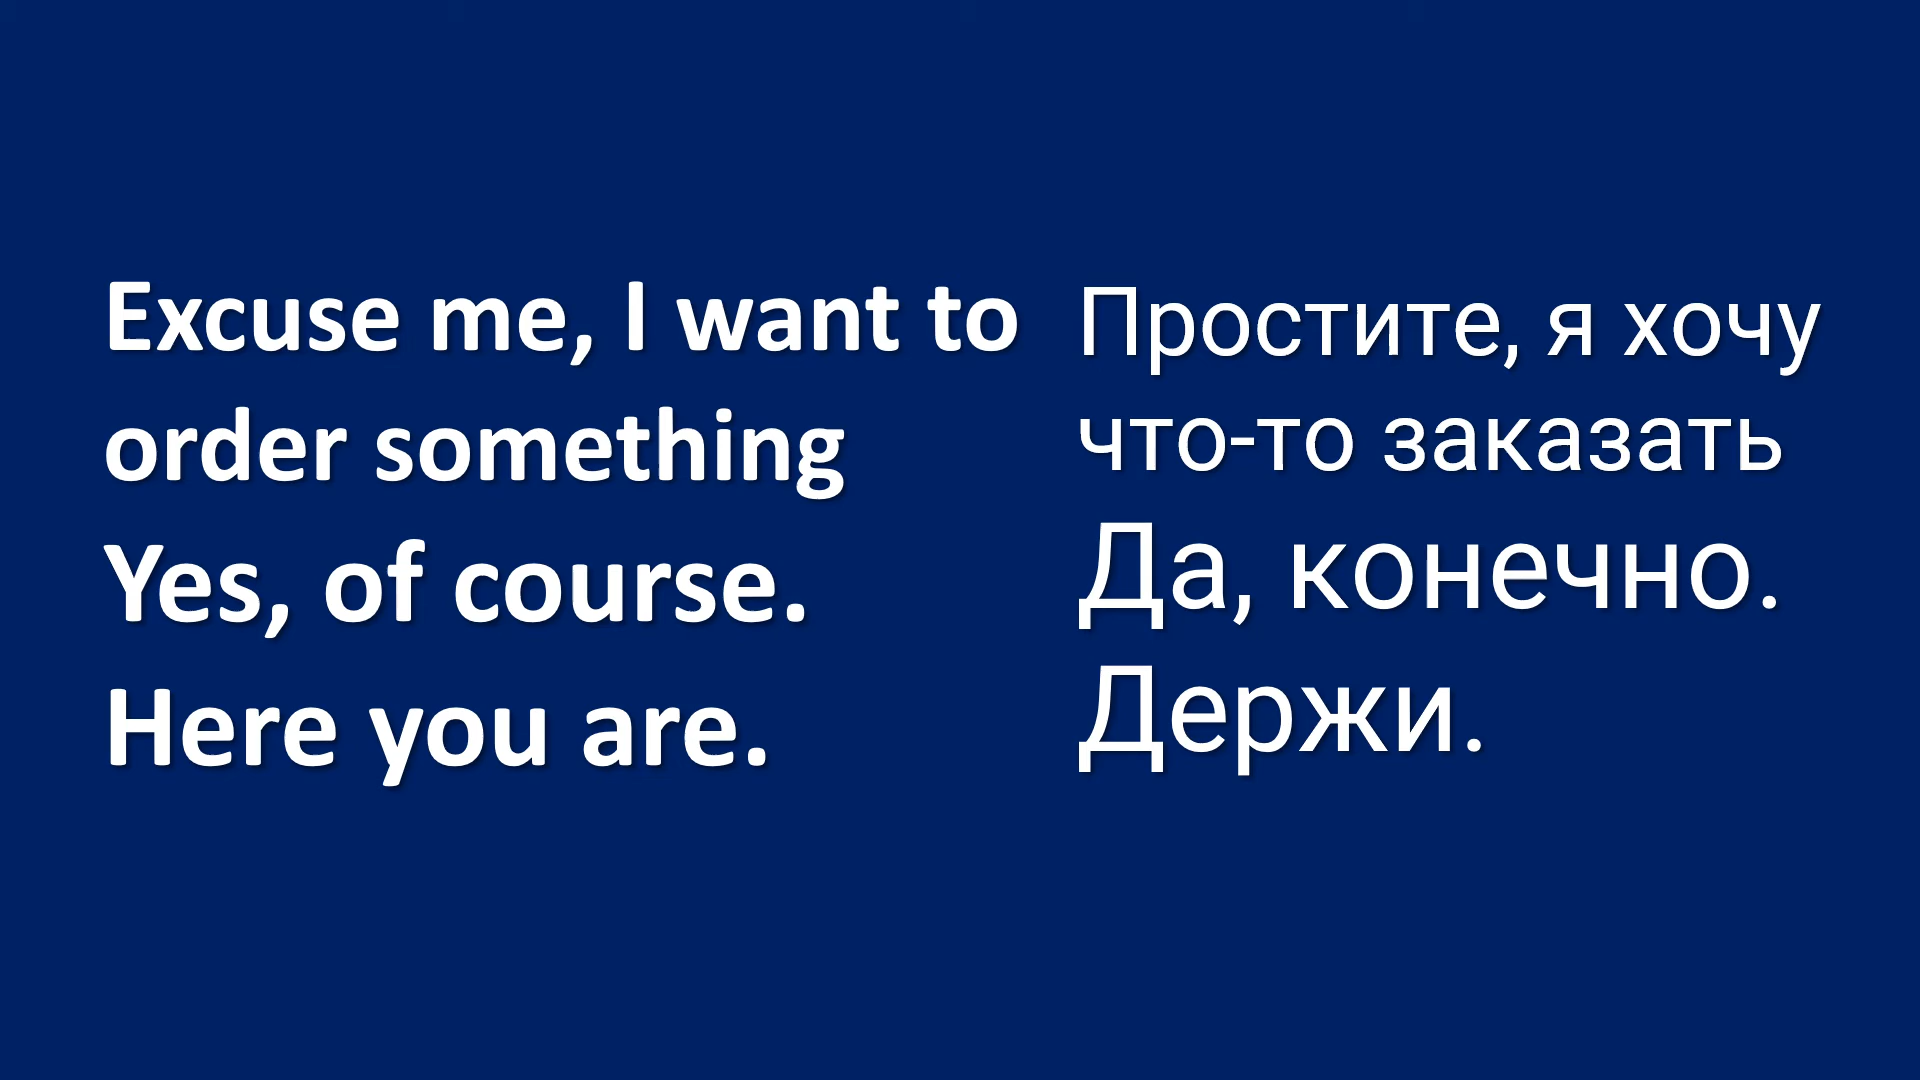 Excuse me, I want to
order something
Yes, of course.
Here you are.
Простите, я хочу
что-то заказать
Да, конечно.
Держи.